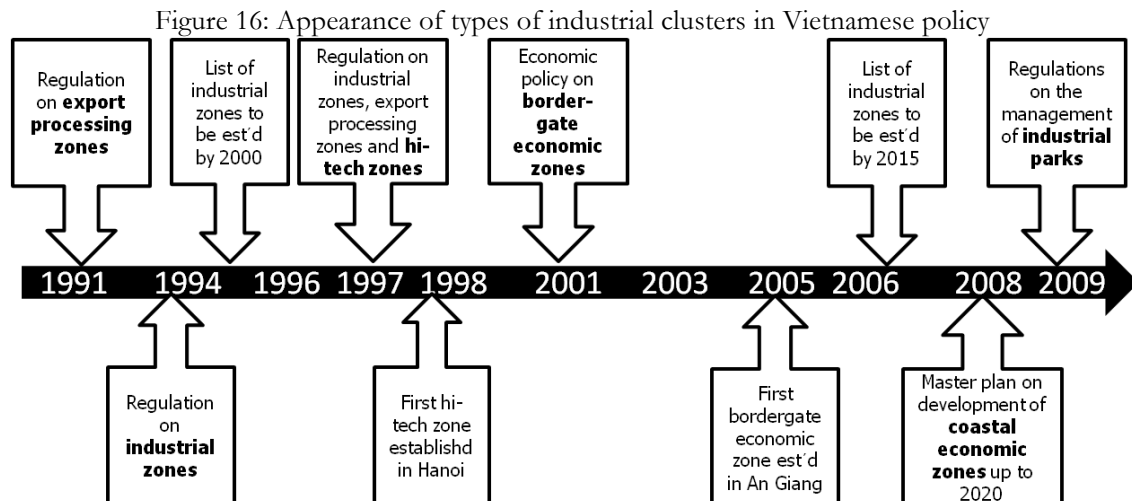 Figure 16: Appearance of types of industrial clusters in Vietnamese policy
Regulation
on export
processing
zones
List of
industrial
zones to
be est´d
by 2000
Regulation on
industrial
zones, export
processing
zones and hi-
tech zones
Economic
policy on
border-
gate
economic
zones
List of
industrial
zones to
be est´d
by 2015
Regulations
on the
management
of industrial
parks
1991 1994 1996 1997 1998 2001 2003 2005 2006 2008 2009
Regulation
on
industrial
zones
First hi-
tech zone
establishd
in Hanoi
First
bordergate
economic
zone est´d
in An Giang
Master plan on
development of
coastal
economic
zones up to
2020